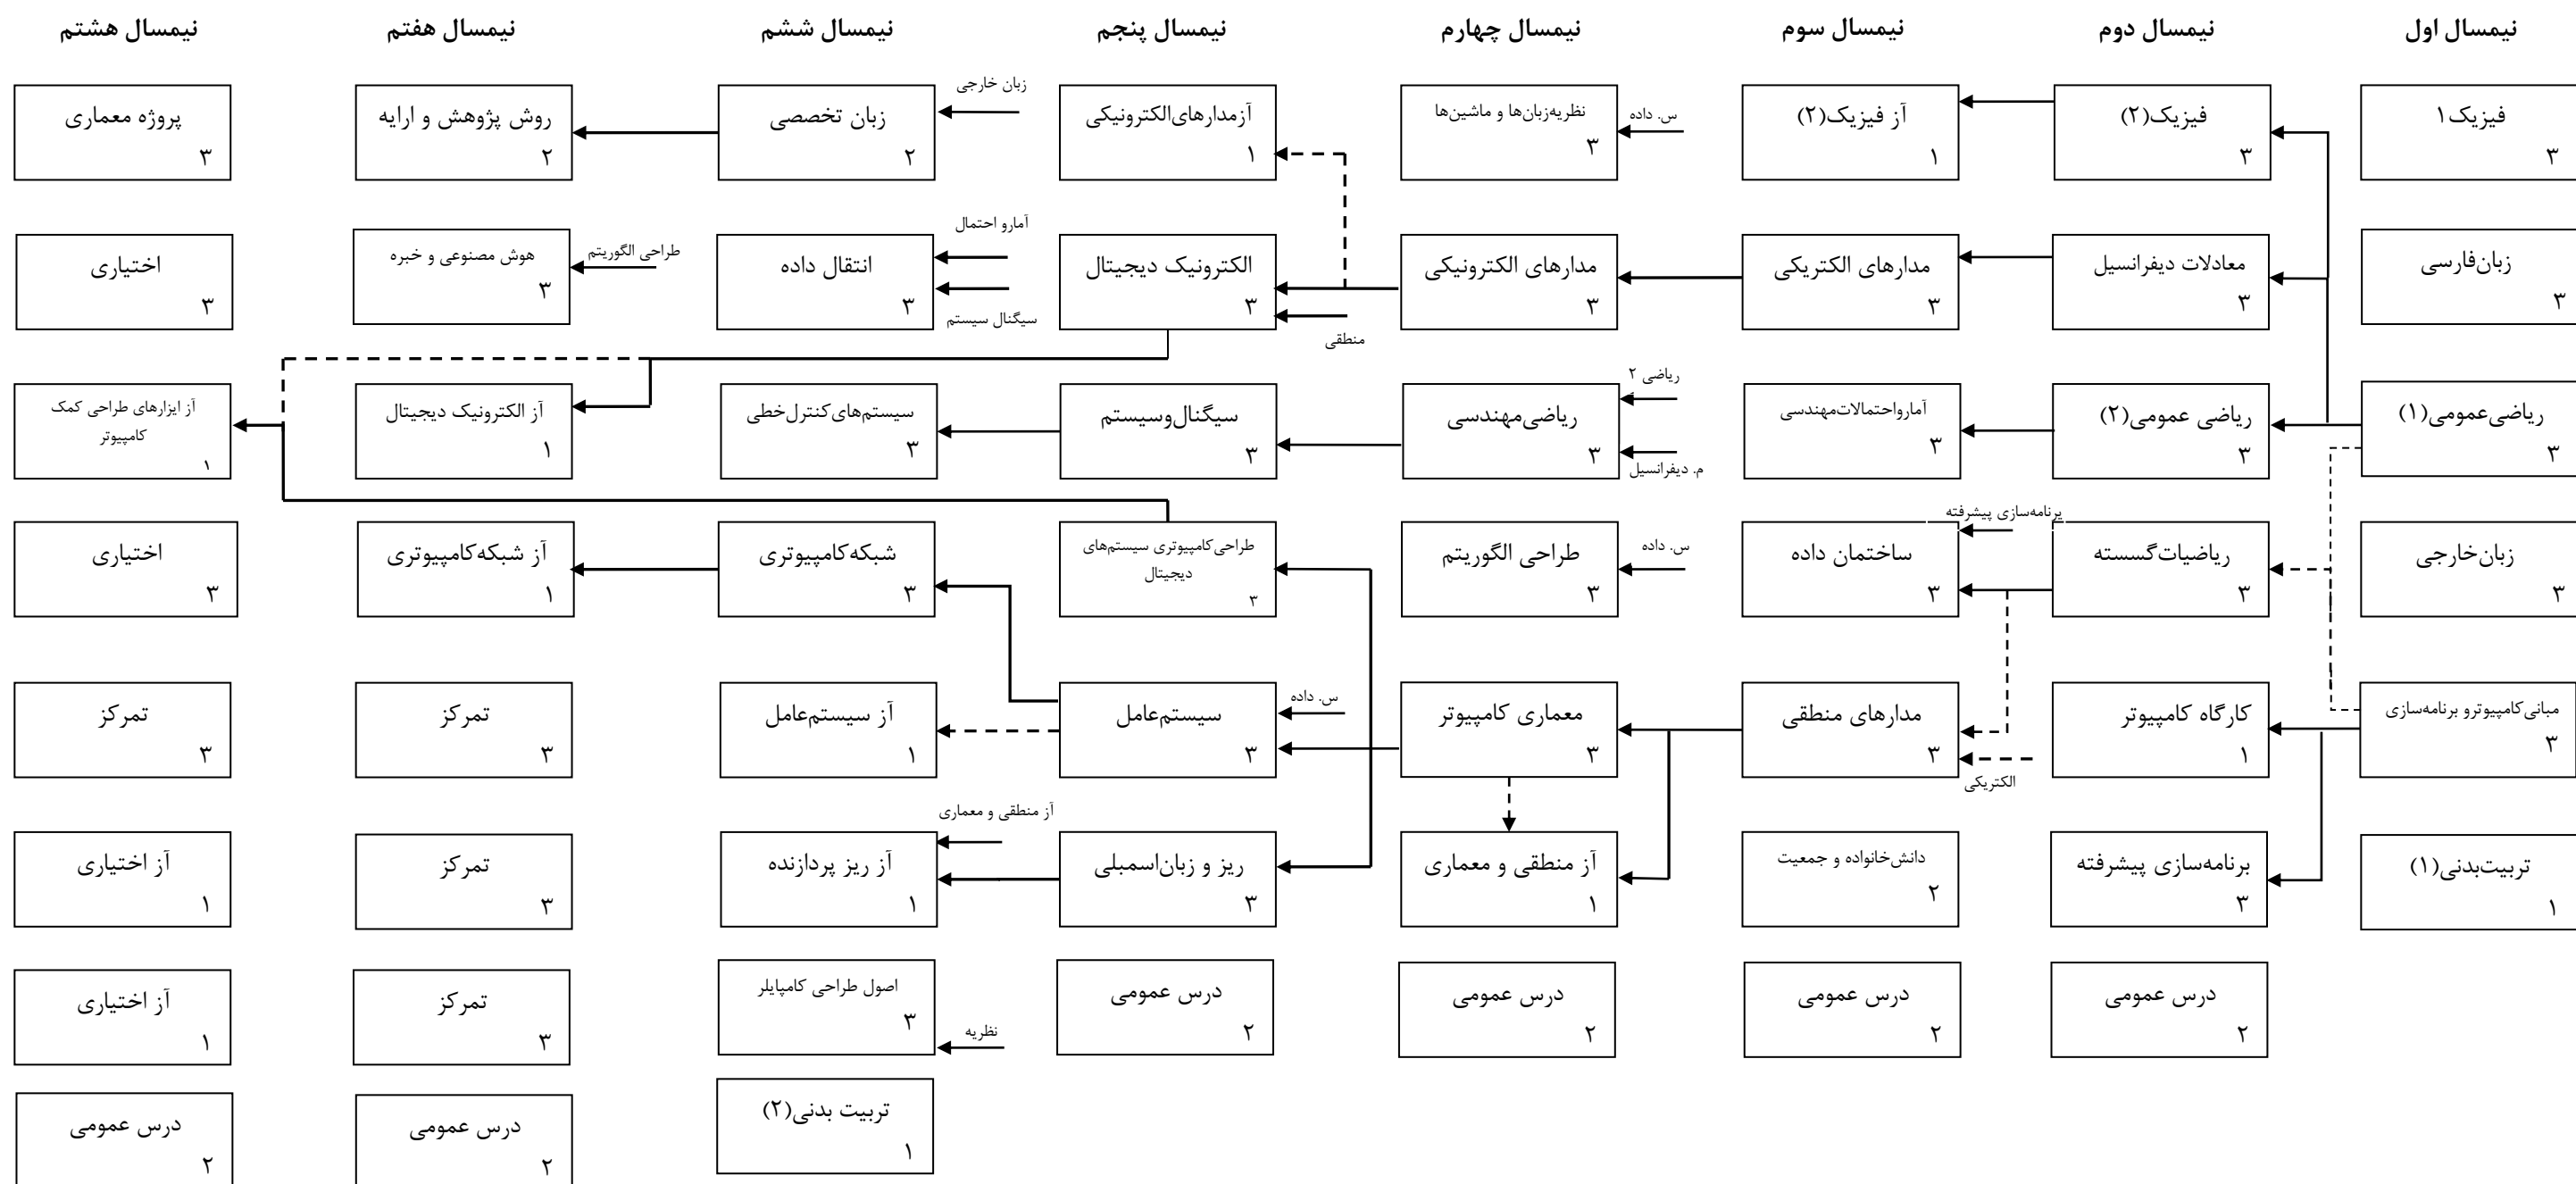 نیمسال اول
نیمسال دوم
نیمسال سوم
نیمسال چهارم
نیمسال پنجم
نیمسال ششم
نیمسال هفتم
نیمسال هشتم
فیزیک۱
۳
فیزیک(۲)
۳
آز فیزیک(۲)
۱
س. داده
نظریه‌زبان‌ها و ماشین‌ها
۳
آزمدارهای‌الکترونیکی
۱
زبان خارجی
زبان تخصصی
۲
روش پژوهش و ارایه
۲
پروژه معماری
۳
زبان‌فارسی
۳
معادلات دیفرانسیل
۳
مدارهای الکتریکی
۳
مدارهای الکترونیکی
۳
الکترونیک دیجیتال
۳
منطقی
آمارو احتمال
انتقال داده
۳
سیگنال سیستم
طراحی الگوریتم
هوش مصنوعی و خبره
۳
اختیاری
۳
ریاضی‌عمومی(۱)
۳
ریاضی عمومی(۲)
۳
آمارواحتمالات‌مهندسی
۳
ریاضی ۲
م. دیفرانسیل
ریاضی‌مهندسی
۳
سیگنال‌وسیستم
۳
سیستم‌های‌کنترل‌خطی
۳
آز الکترونیک دیجیتال
۱
آز ابزارهای طراحی کمک
کامپیوتر
۱
زبان‌خارجی
۳
ریاضیات‌گسسته
۳
برنامه‌سازی پیشرفته
ساختمان داده
۳
س. داده
طراحی الگوریتم
۳
طراحی‌کامپیوتری سیستم‌های
دیجیتال
۳
شبکه‌کامپیوتری
۳
آز شبکه‌کامپیوتری
۱
اختیاری
۳
مبانی‌کامپیوترو برنامه‌سازی
۳
کارگاه کامپیوتر
۱
مدارهای منطقی
۳
الکتریکی
معماری کامپیوتر
۳
س. داده
سیستم‌عامل
۳
آز سیستم‌عامل
۱
تمرکز
۳
تمرکز
۳
تربیت‌بدنی(۱)
۱
برنامه‌سازی پیشرفته
۳
دانش‌خانواده و جمعیت
۲
آز منطقی و معماری
۱
ریز و زبان‌اسمبلی
۳
آز منطقی و معماری
آز ریز پردازنده
۱
تمرکز
۳
آز اختیاری
۱
درس عمومی
۲
درس عمومی
۲
درس عمومی
۲
درس عمومی
۲
اصول طراحی کامپایلر
۳
نظریه
تمرکز
۳
آز اختیاری
۱
تربیت بدنی(۲)
۱
درس عمومی
۲
درس عمومی
۲